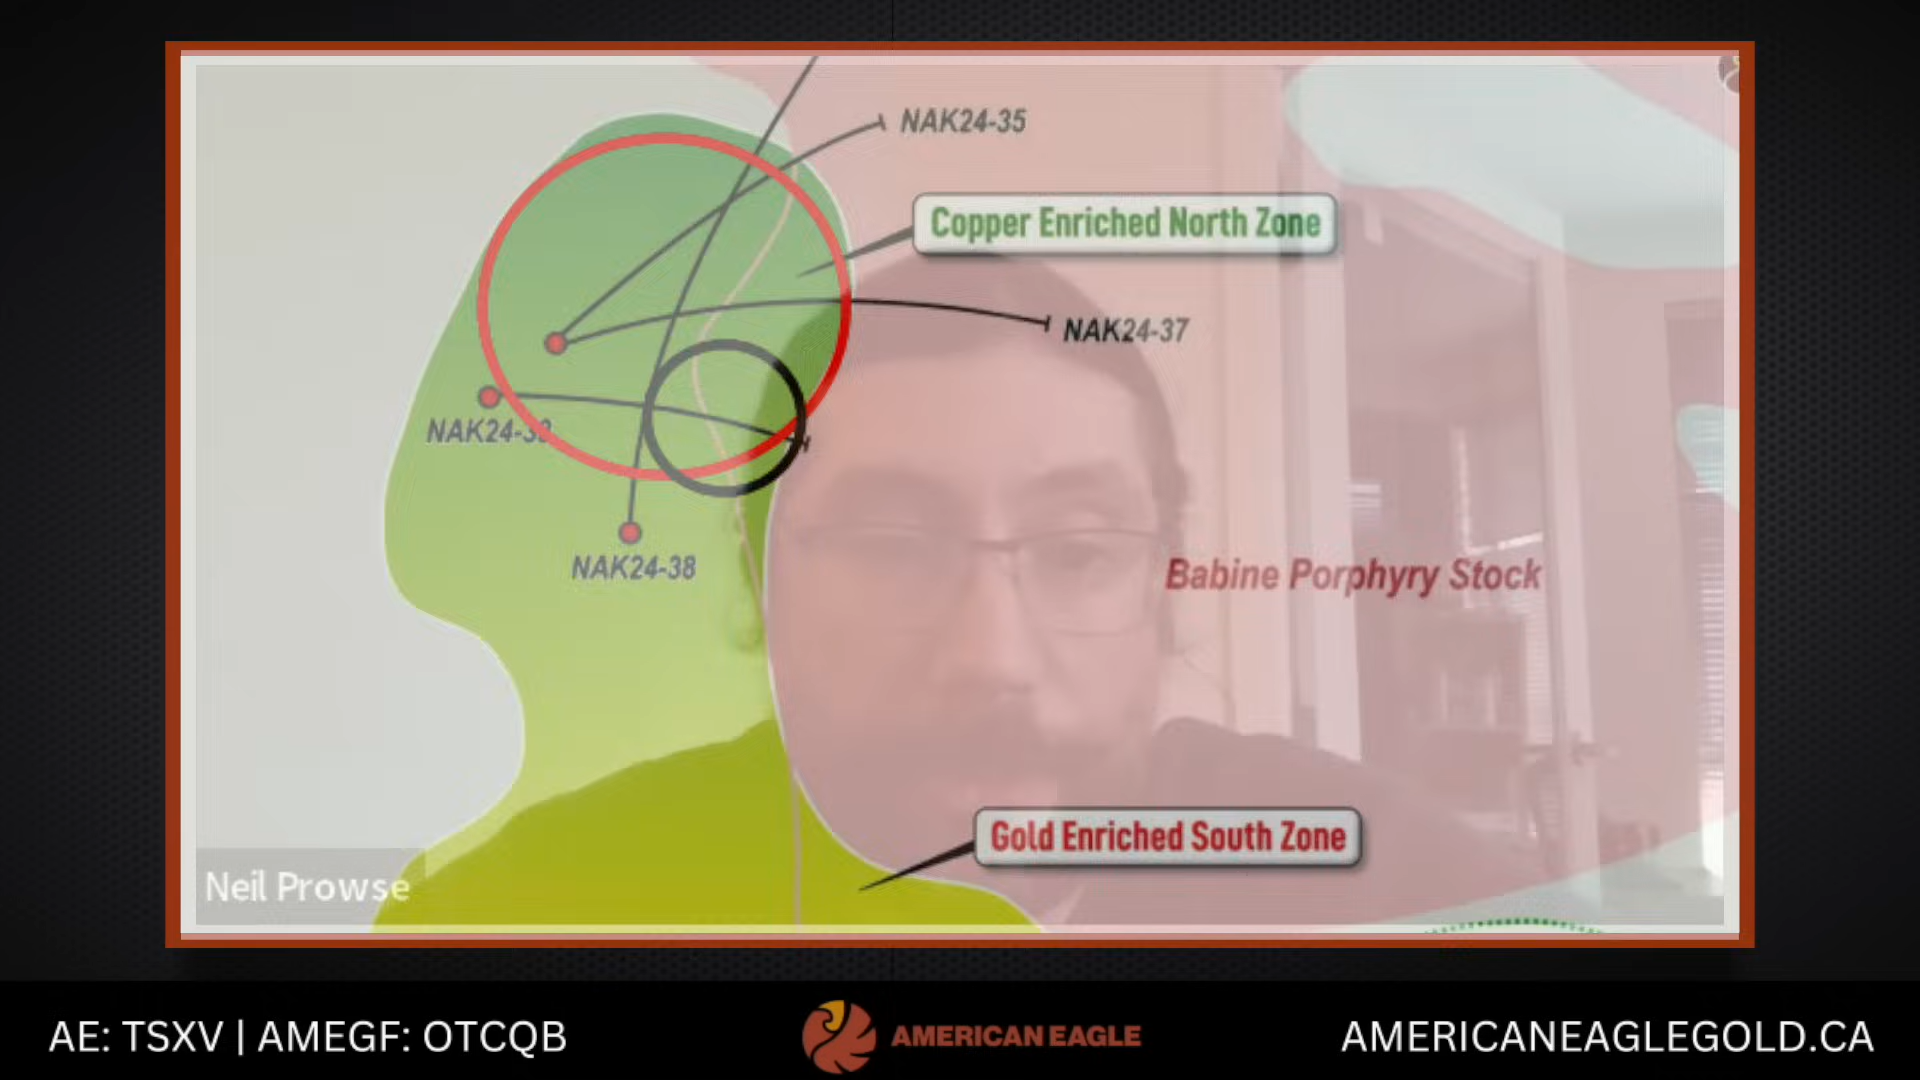 NAK24-35
Copper Enriched North Zone
NAK24-37
NAK24-38
Babine Porphyry Stock
Gold Enriched South Zone
Neil Prowse
AE: TSXV | AMEGF: OTCQB
AMERICAN EAGLE
AMERICANEAGLEGOLD.CA